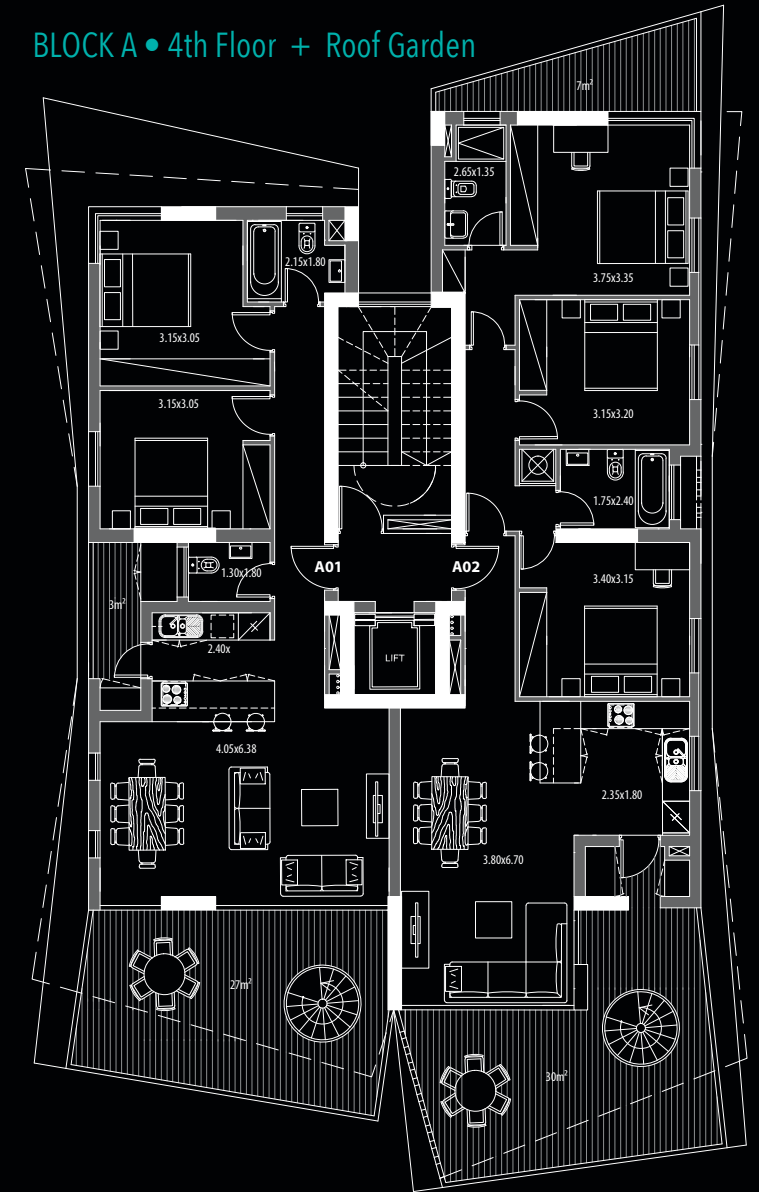 BLOCK A • 4th Floor + Roof Garden
7m²
2.65x1.35
2.15x1.80
3.75x3.35
3.15x3.05
3.15x3.05
3.15x3.20
1.75x2.40
1.30x1.80
A01
A02
3.40x3.15
3m²
2.40x
LIFT
4.05x6.38
2.35x1.80
3.80x6.70
27m²
30m²